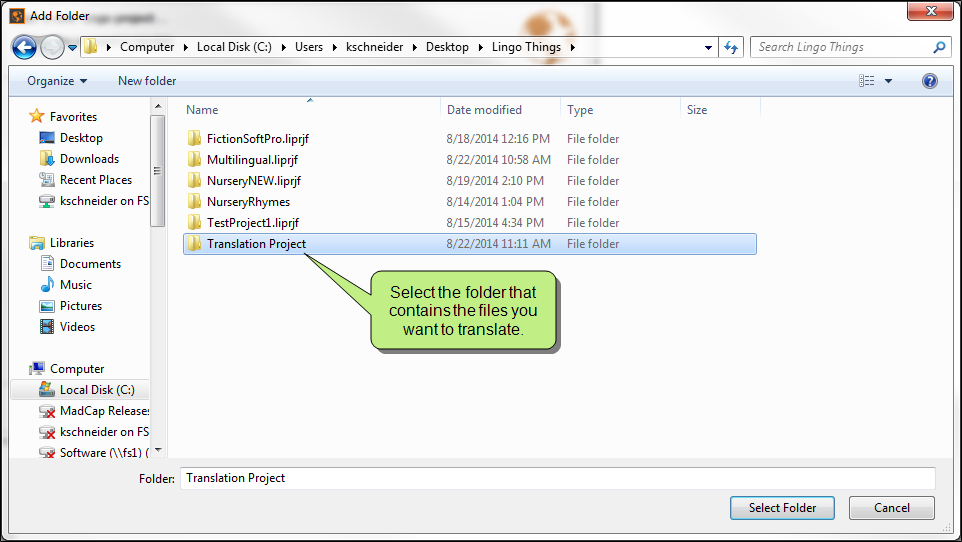 Add Folder
Computer Local Disk (C:) Users kschneider Desktop Lingo Things
Search Lingo Things
Organize New folder
Name Date modified Type Size
Favorites
Desktop
Downloads
Recent Places
kschneider on FS
Libraries
Documents
Music
Pictures
Videos
Computer
Local Disk (C:)
MadCap Releases
kschneider on FS
Software (\\fs1) (
FictionSoftPro.liprjf 8/18/2014 12:16 PM File folder
Multilingual.liprjf 8/22/2014 10:58 AM File folder
NurseryNEW.liprjf 8/19/2014 2:10 PM File folder
NurseryRhymes 8/14/2014 1:04 PM File folder
TestProject1.liprjf 8/15/2014 4:34 PM File folder
Translation Project 8/22/2014 11:11 AM File folder
Select the folder that
contains the files you
want to translate.
Folder: Translation Project
Select Folder Cancel